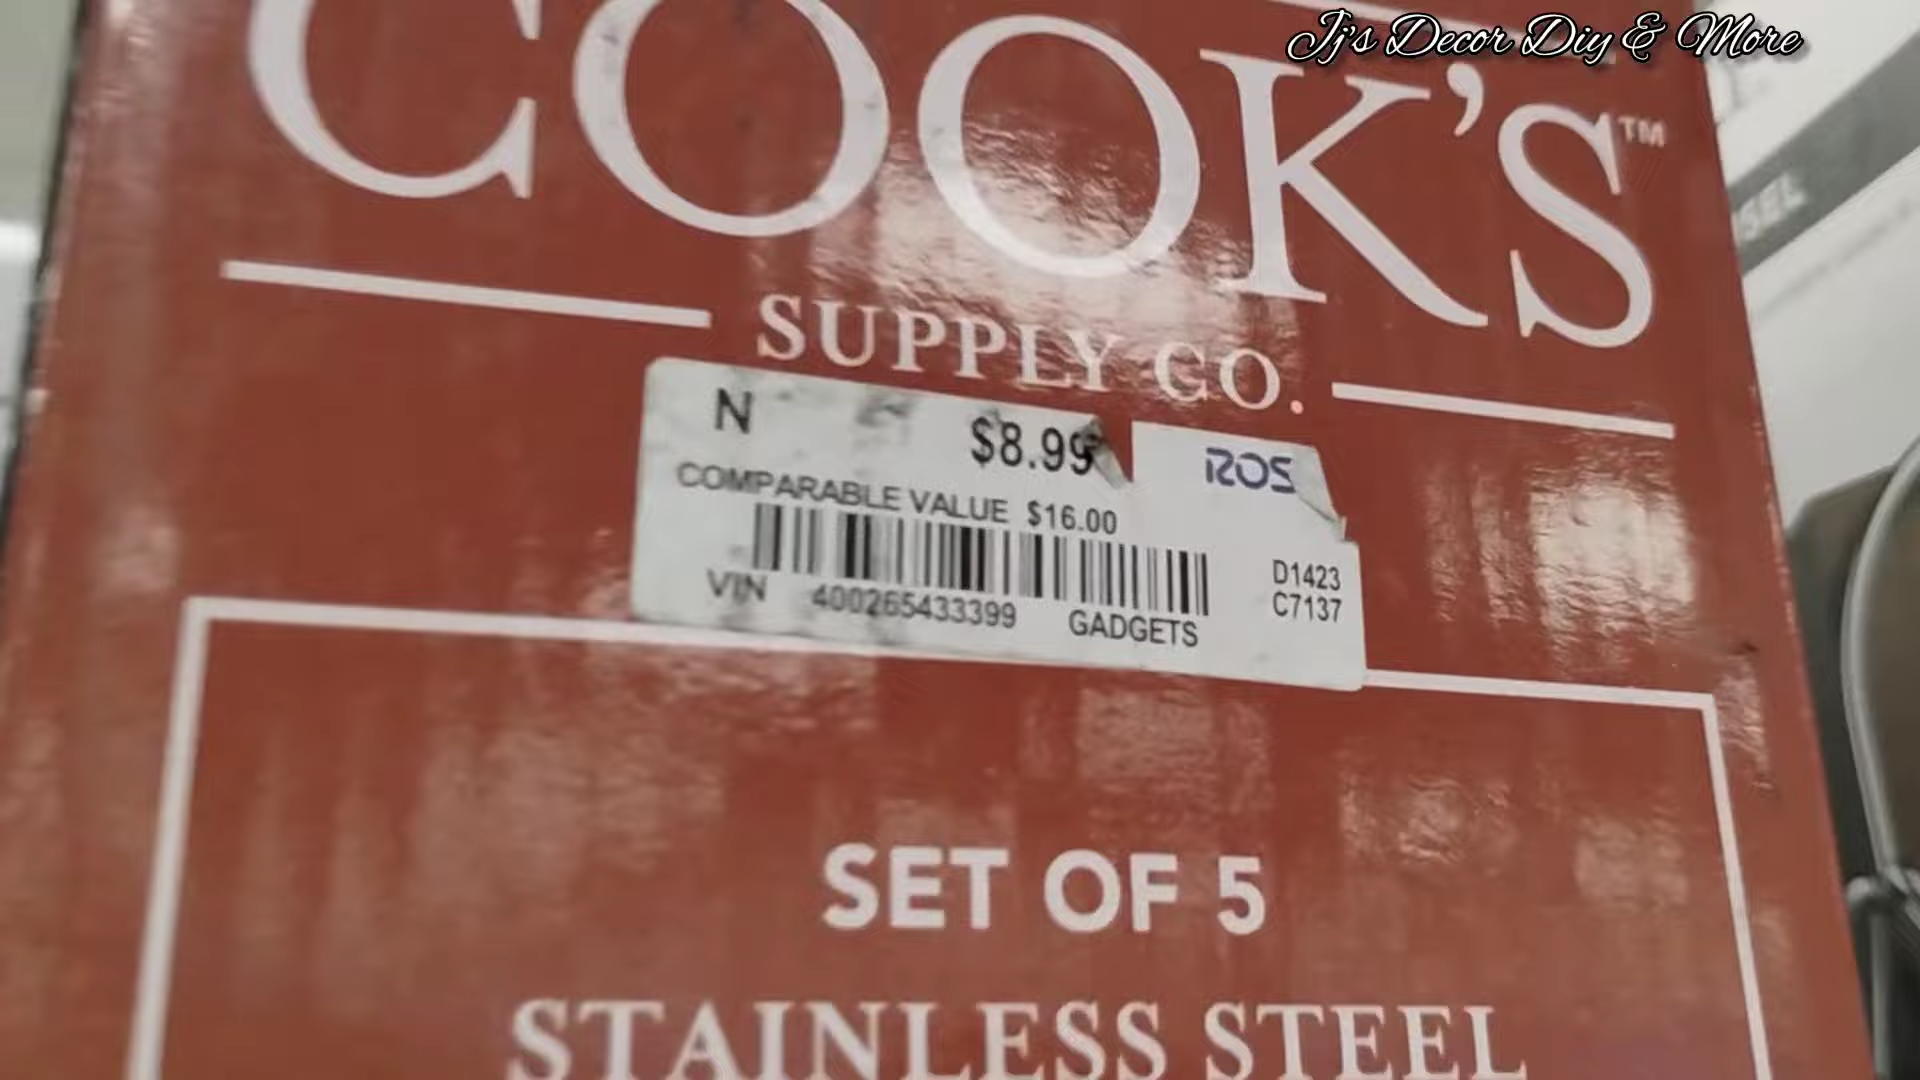 Jj's Decor Diy & More
COOK'S™
SUPPLY CO.
N $8.99
ROS
COMPARABLE VALUE $16.00
D1423
VIN 400265433399 GADGETS C7137
SET OF 5
STAINLESS STEEL